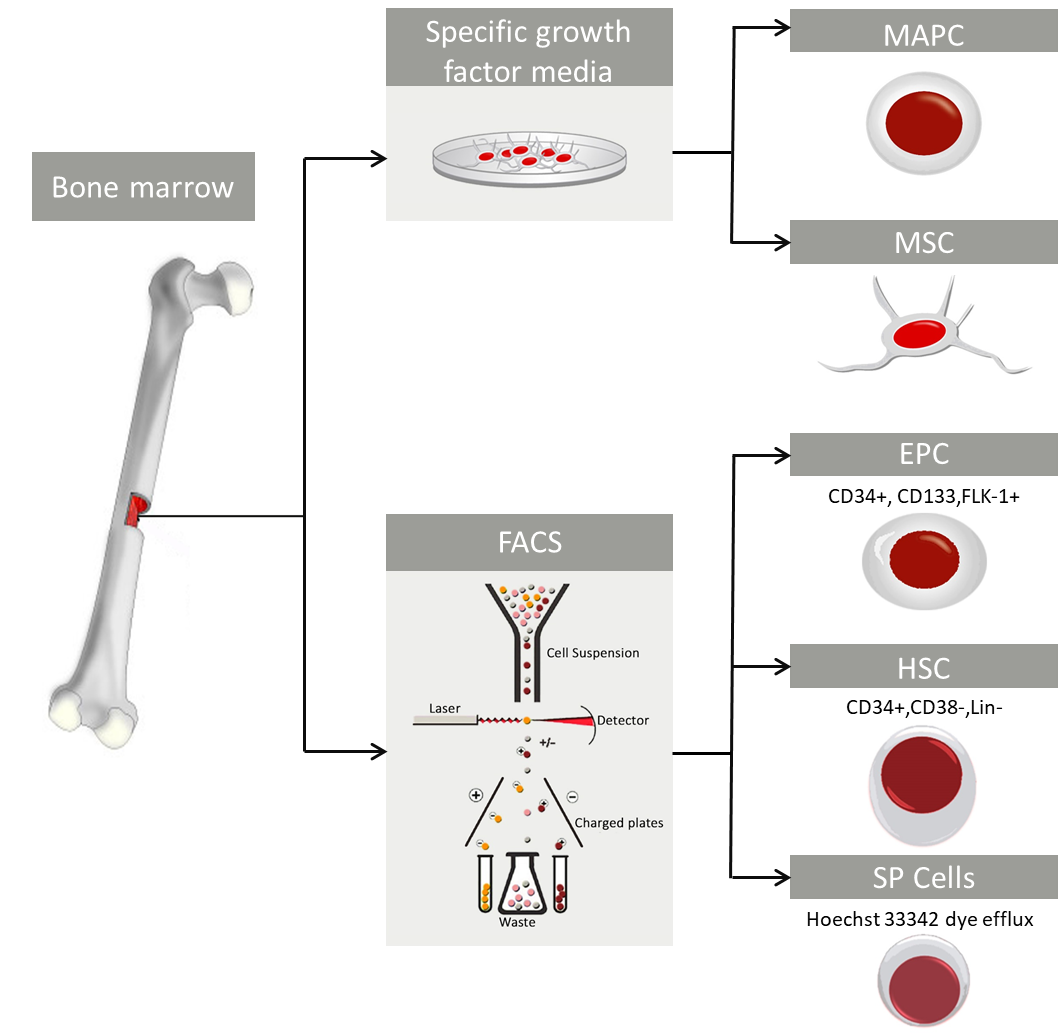 Bone marrow
Specific growth
factor media
MAPC
MSC
FACS
Cell Suspension
Laser
Detector
+/-
+
-
+
-
-
+
-
+
Charged plates
Waste
EPC
CD34+, CD133,FLK-1+
HSC
CD34+,CD38-,Lin-
SP Cells
Hoechst 33342 dye efflux